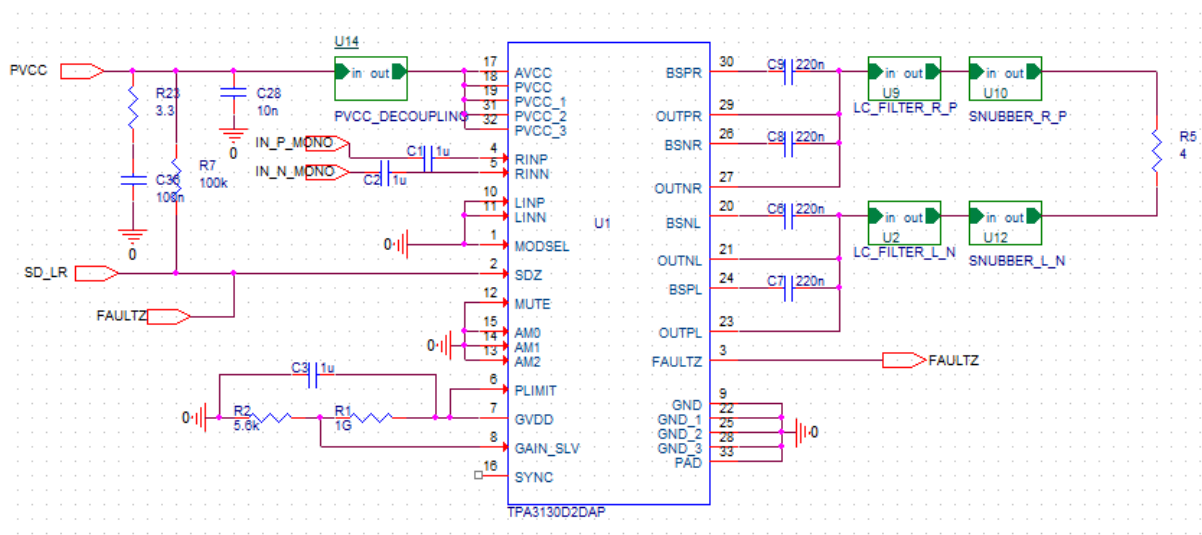 U14
PVCC
in out
PVCC_DECOUPLING
R23
3.3
C28
10n
0
C36
100n
0
R7
100k
IN_P_MONO
IN_N_MONO
C1
1u
C2
1u
0
SD_LR
FAULTZ
0
C3
1u
0
R2
5.6k
R1
1G
17
AVCC
18
PVCC
19
PVCC_1
31
PVCC_2
32
PVCC_3
4
RINP
5
RINN
10
LINP
11
LINN
1
MODSEL
2
SDZ
12
MUTE
15
AM0
14
AM1
13
AM2
6
PLIMIT
7
GVDD
8
GAIN_SLV
16
SYNC
U1
TPA3130D2DAP
BSPR
30
OUTPR
29
BSNR
26
OUTNR
27
BSNL
20
OUTNL
21
BSPL
24
OUTPL
23
FAULTZ
3
GND
9
GND_1
22
GND_2
25
GND_3
28
PAD
33
0
C9
220n
C8
220n
C6
220n
C7
220n
in out
U9
LC_FILTER_R_P
in out
U10
SNUBBER_R_P
R5
4
in out
U2
LC_FILTER_L_N
in out
U12
SNUBBER_L_N
FAULTZ